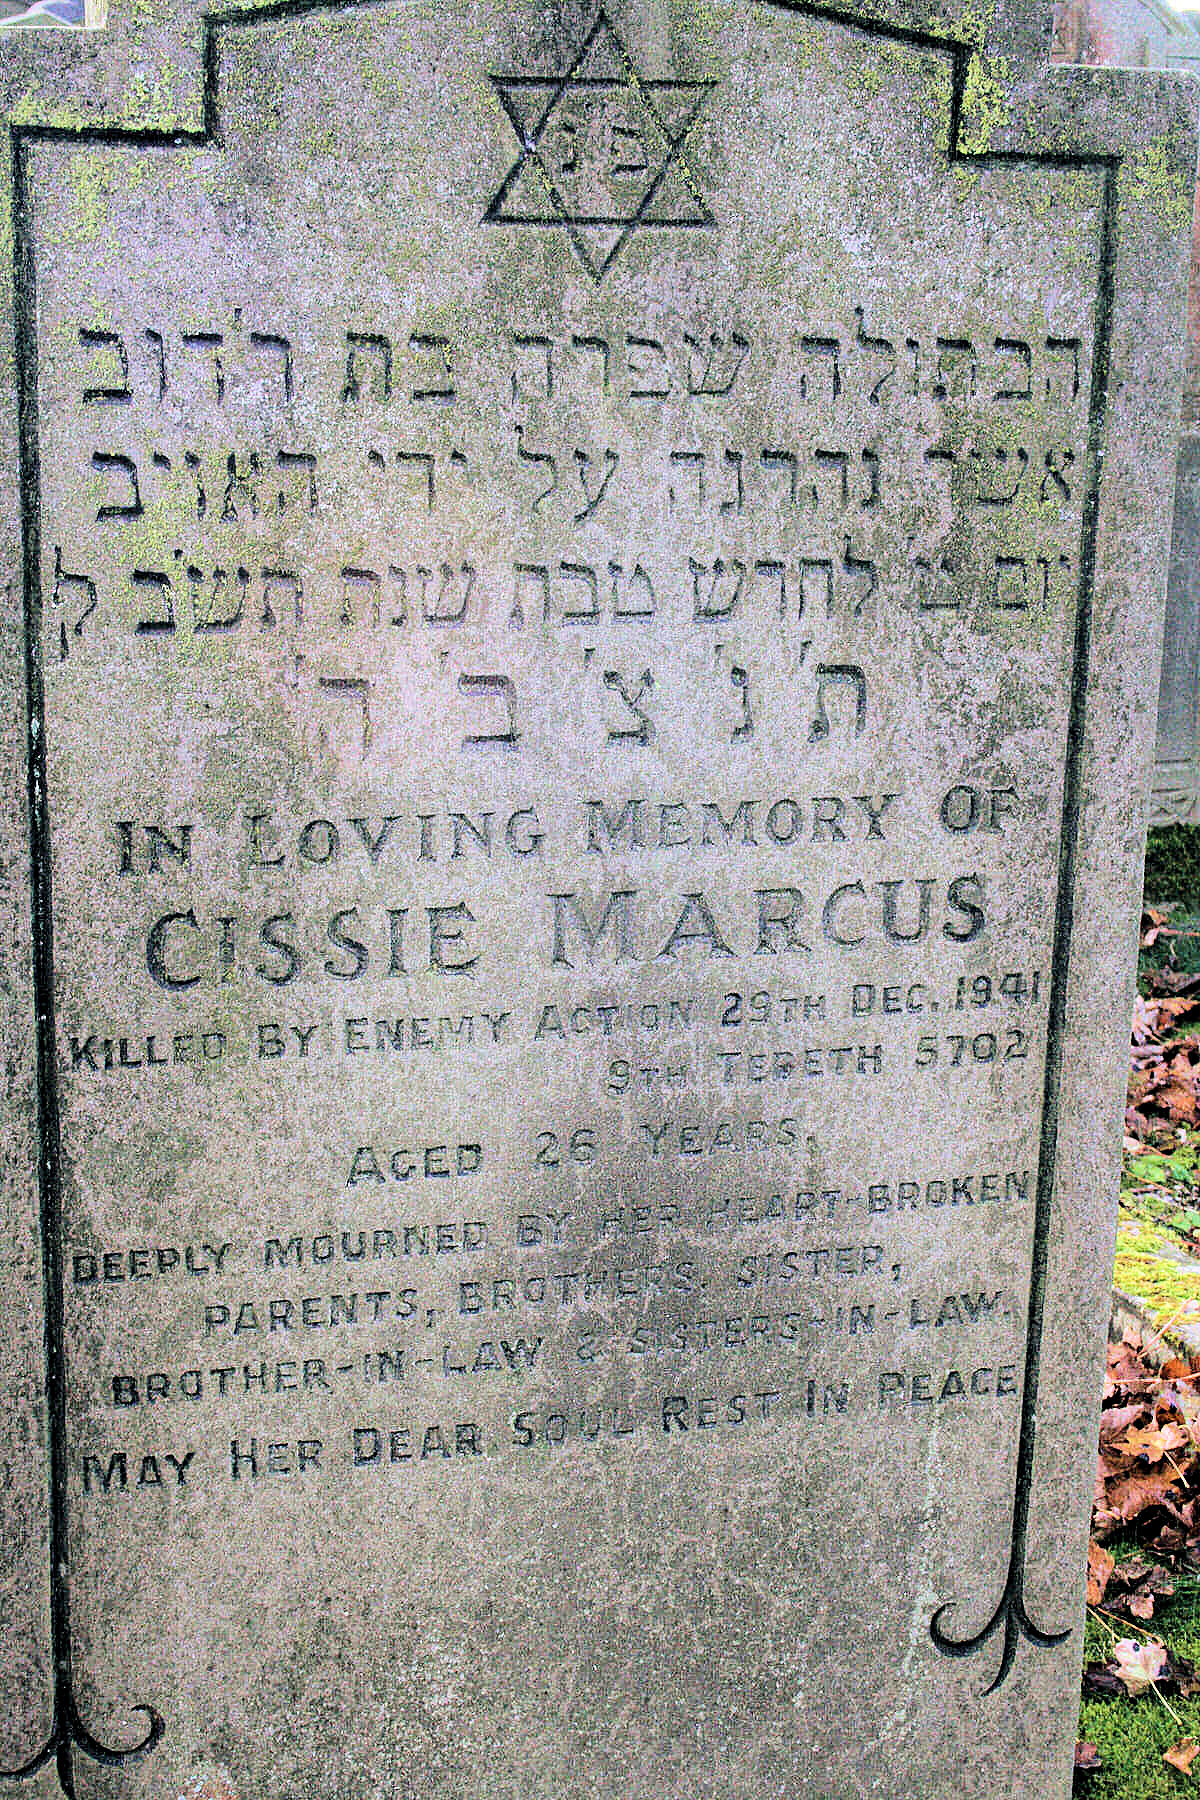 פ נ
הבתולה שפרה בת ר' דוב
אשר נהרגה על ידי האויב
יום ט' לחדש טבת שנת תש'ב ל'ק
ת' נ' צ' ב' ה'
IN LOVING MEMORY OF
CISSIE MARCUS
KILLED BY ENEMY ACTION 29TH DEC. 1941
9TH TEBETH 5702
AGED 26 YEARS.
DEEPLY MOURNED BY HER HEART-BROKEN
PARENTS, BROTHERS, SISTER,
BROTHER-IN-LAW & SISTERS-IN-LAW.
MAY HER DEAR SOUL REST IN PEACE